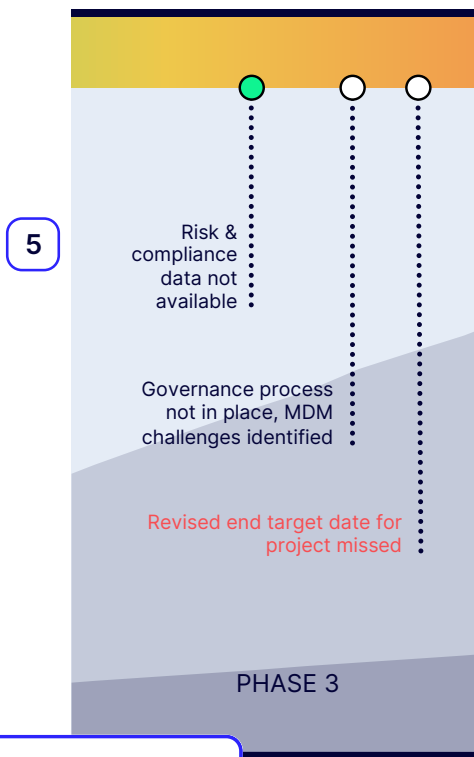 5
Risk &
compliance
data not
available
Governance process
not in place, MDM
challenges identified
Revised end target date for
project missed
PHASE 3